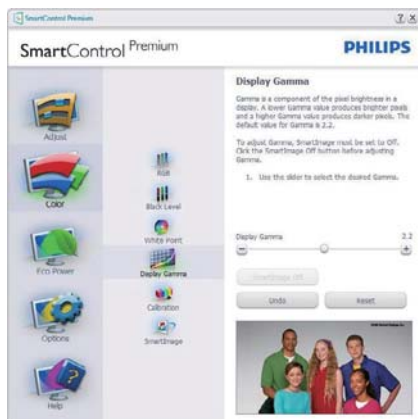 SmartControl Premium
SmartControl Premium
PHILIPS
Adjust
Color
Eco Power
Options
Help
RGB
Black Level
White Point
Display Gamma
Calibration
SmartImage
Display Gamma
Gamma is a component of the pixel brightness in a
display. A lower Gamma value produces brighter pixels
and a higher Gamma value produces darker pixels. The
default value for Gamma is 2.2.
To adjust Gamma, SmartImage must be set to Off.
Click the SmartImage Off button before adjusting
Gamma.
1. Use the slider to select the desired Gamma.
Display Gamma
2.2
SmartImage Off
Undo
Reset